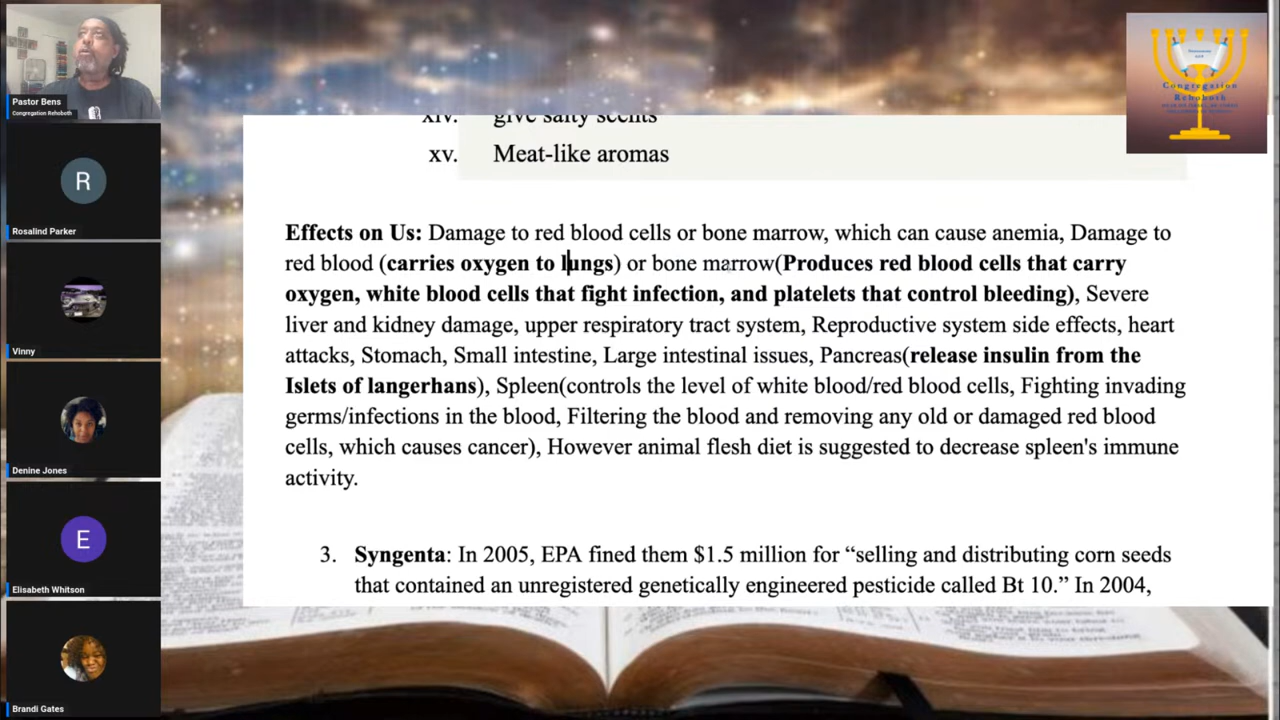 Pastor Bens
Congregation Rehoboth
R
Rosalind Parker
Vinny
Denine Jones
E
Elisabeth Whitson
Brandi Gates
Congregation
Rehoboth
xiv. give salty scents
xv. Meat-like aromas
Effects on Us: Damage to red blood cells or bone marrow, which can cause anemia, Damage to
red blood (carries oxygen to lungs) or bone marrow(Produces red blood cells that carry
oxygen, white blood cells that fight infection, and platelets that control bleeding), Severe
liver and kidney damage, upper respiratory tract system, Reproductive system side effects, heart
attacks, Stomach, Small intestine, Large intestinal issues, Pancreas(release insulin from the
Islets of langerhans), Spleen(controls the level of white blood/red blood cells, Fighting invading
germs/infections in the blood, Filtering the blood and removing any old or damaged red blood
cells, which causes cancer), However animal flesh diet is suggested to decrease spleen's immune
activity.
3. Syngenta: In 2005, EPA fined them $1.5 million for “selling and distributing corn seeds
that contained an unregistered genetically engineered pesticide called Bt 10.” In 2004,